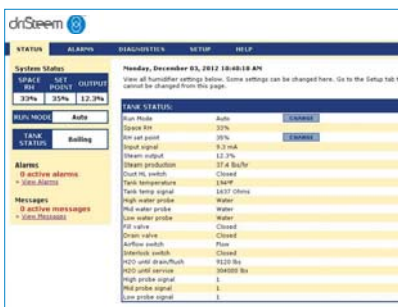 driSteem
STATUS ALARMS DIAGNOSTICS SETUP HELP
System Status
SPACE RH SET POINT OUTPUT
33% 35% 12.3%
RUN MODE Auto
TANK STATUS Boiling
Alarms
0 active alarms
» View Alarms
Messages
0 active messages
» View Messages
Monday, December 03, 2012 10:40:18 AM
View all humidifier settings below. Some settings can be changed here. Go to the Setup tab t
cannot be changed from this page.
TANK STATUS:
Run Mode Auto CHANGE
Space RH 33%
RH set point 35% CHANGE
Input signal 9.3 mA
Steam output 12.3%
Steam production 37.4 lbs/hr
Duct HL switch Closed
Tank temperature 194°F
Tank temp signal 1637 Ohms
High water probe Water
Mid water probe Water
Low water probe Water
Fill valve Closed
Drain valve Closed
Airflow switch Flow
Interlock switch Closed
H2O until drain/flush 9120 lbs
H2O until service 304000 lbs
High probe signal 1
Mid probe signal 1
Low probe signal 1